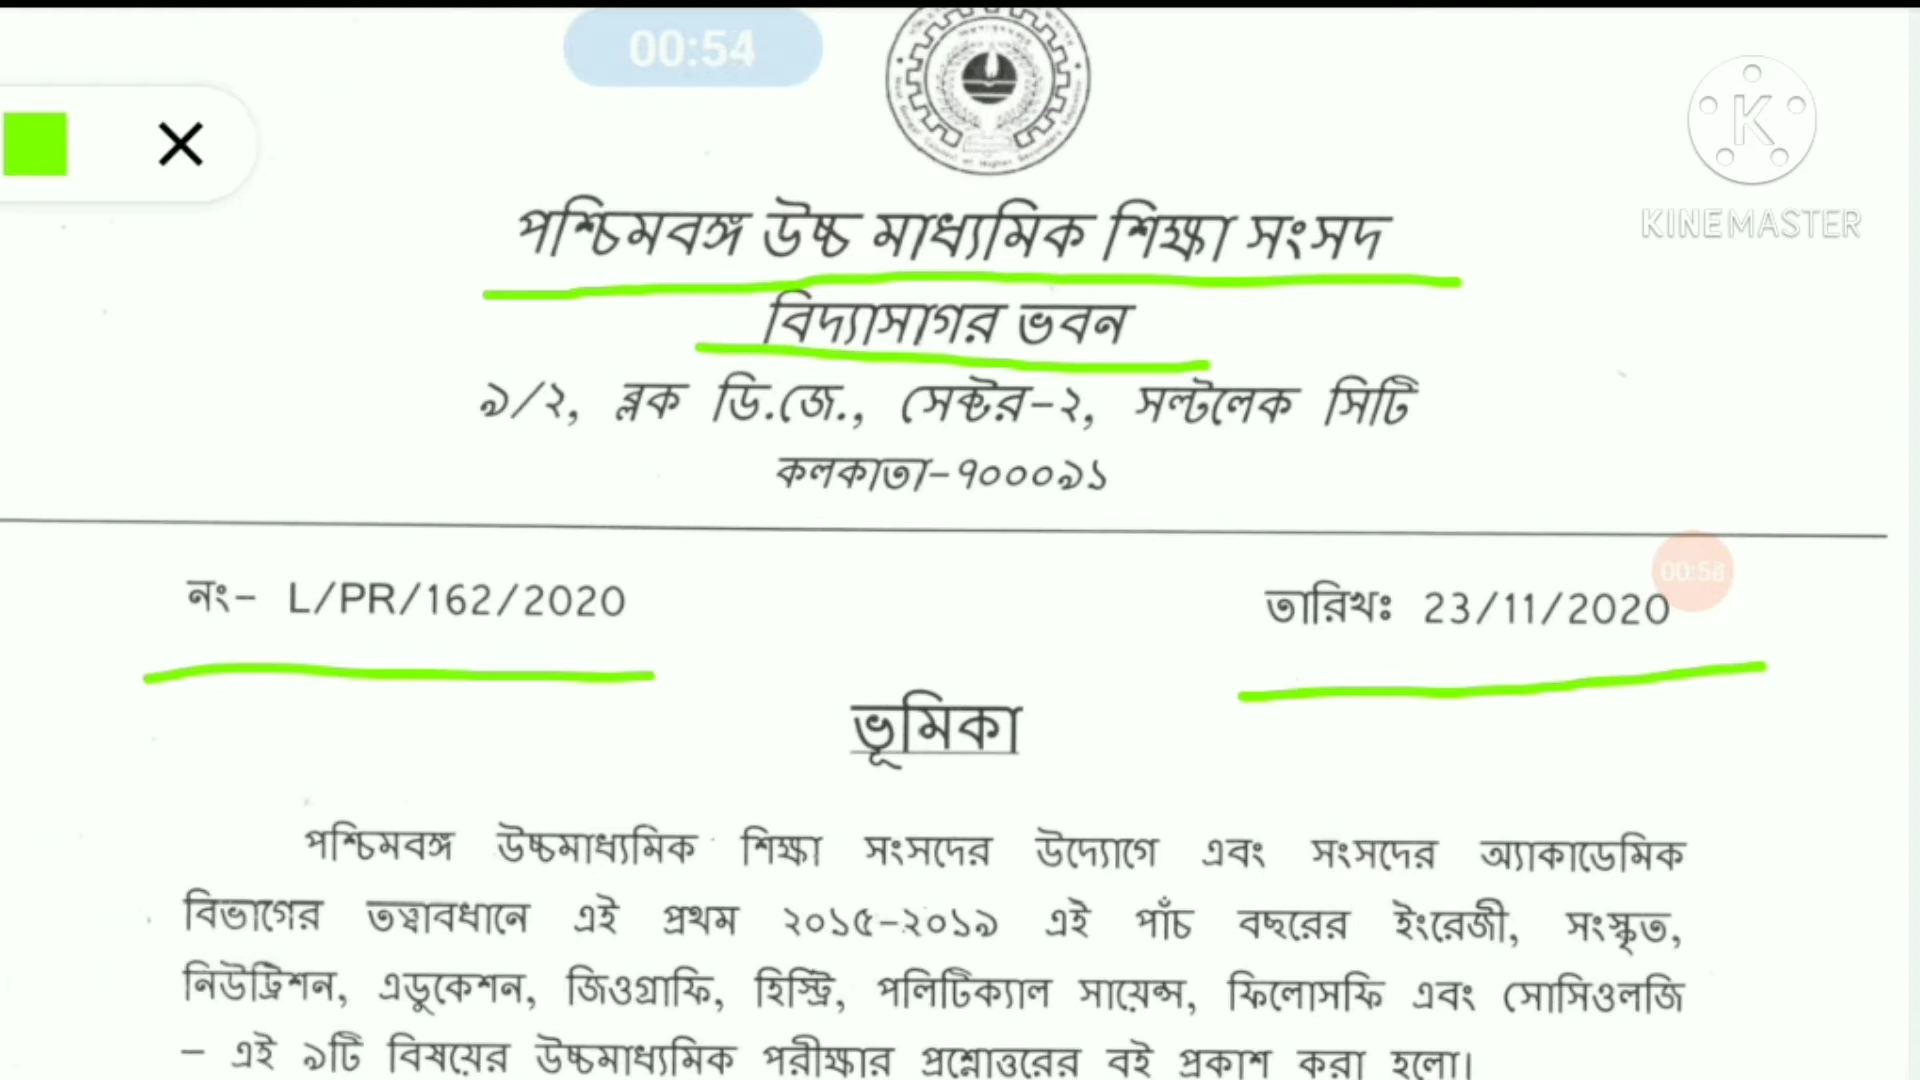 00:54
পশ্চিমবঙ্গ উচ্চ মাধ্যমিক শিক্ষা সংসদ
KINEMASTER
বিদ্যাসাগর ভবন
৯/২, ব্লক ডি.জে., সেক্টর-২, সল্টলেক সিটি
কলকাতা-৭০০০৯১
নং- L/PR/162/2020
তারিখঃ 23/11/2020
ভূমিকা
পশ্চিমবঙ্গ উচ্চমাধ্যমিক শিক্ষা সংসদের উদ্যোগে এবং সংসদের অ্যাকাডেমিক
বিভাগের তত্ত্বাবধানে এই প্রথম ২০১৫-২০১৯ এই পাঁচ বছরের ইংরেজী, সংস্কৃত,
নিউট্রিশন, এডুকেশন, জিওগ্রাফি, হিস্ট্রি, পলিটিক্যাল সায়েন্স, ফিলোসফি এবং সোসিওলজি
- এই ৯টি বিষয়ের উচ্চমাধ্যমিক পরীক্ষার প্রশ্নোত্তরের বই প্রকাশ করা হলো।